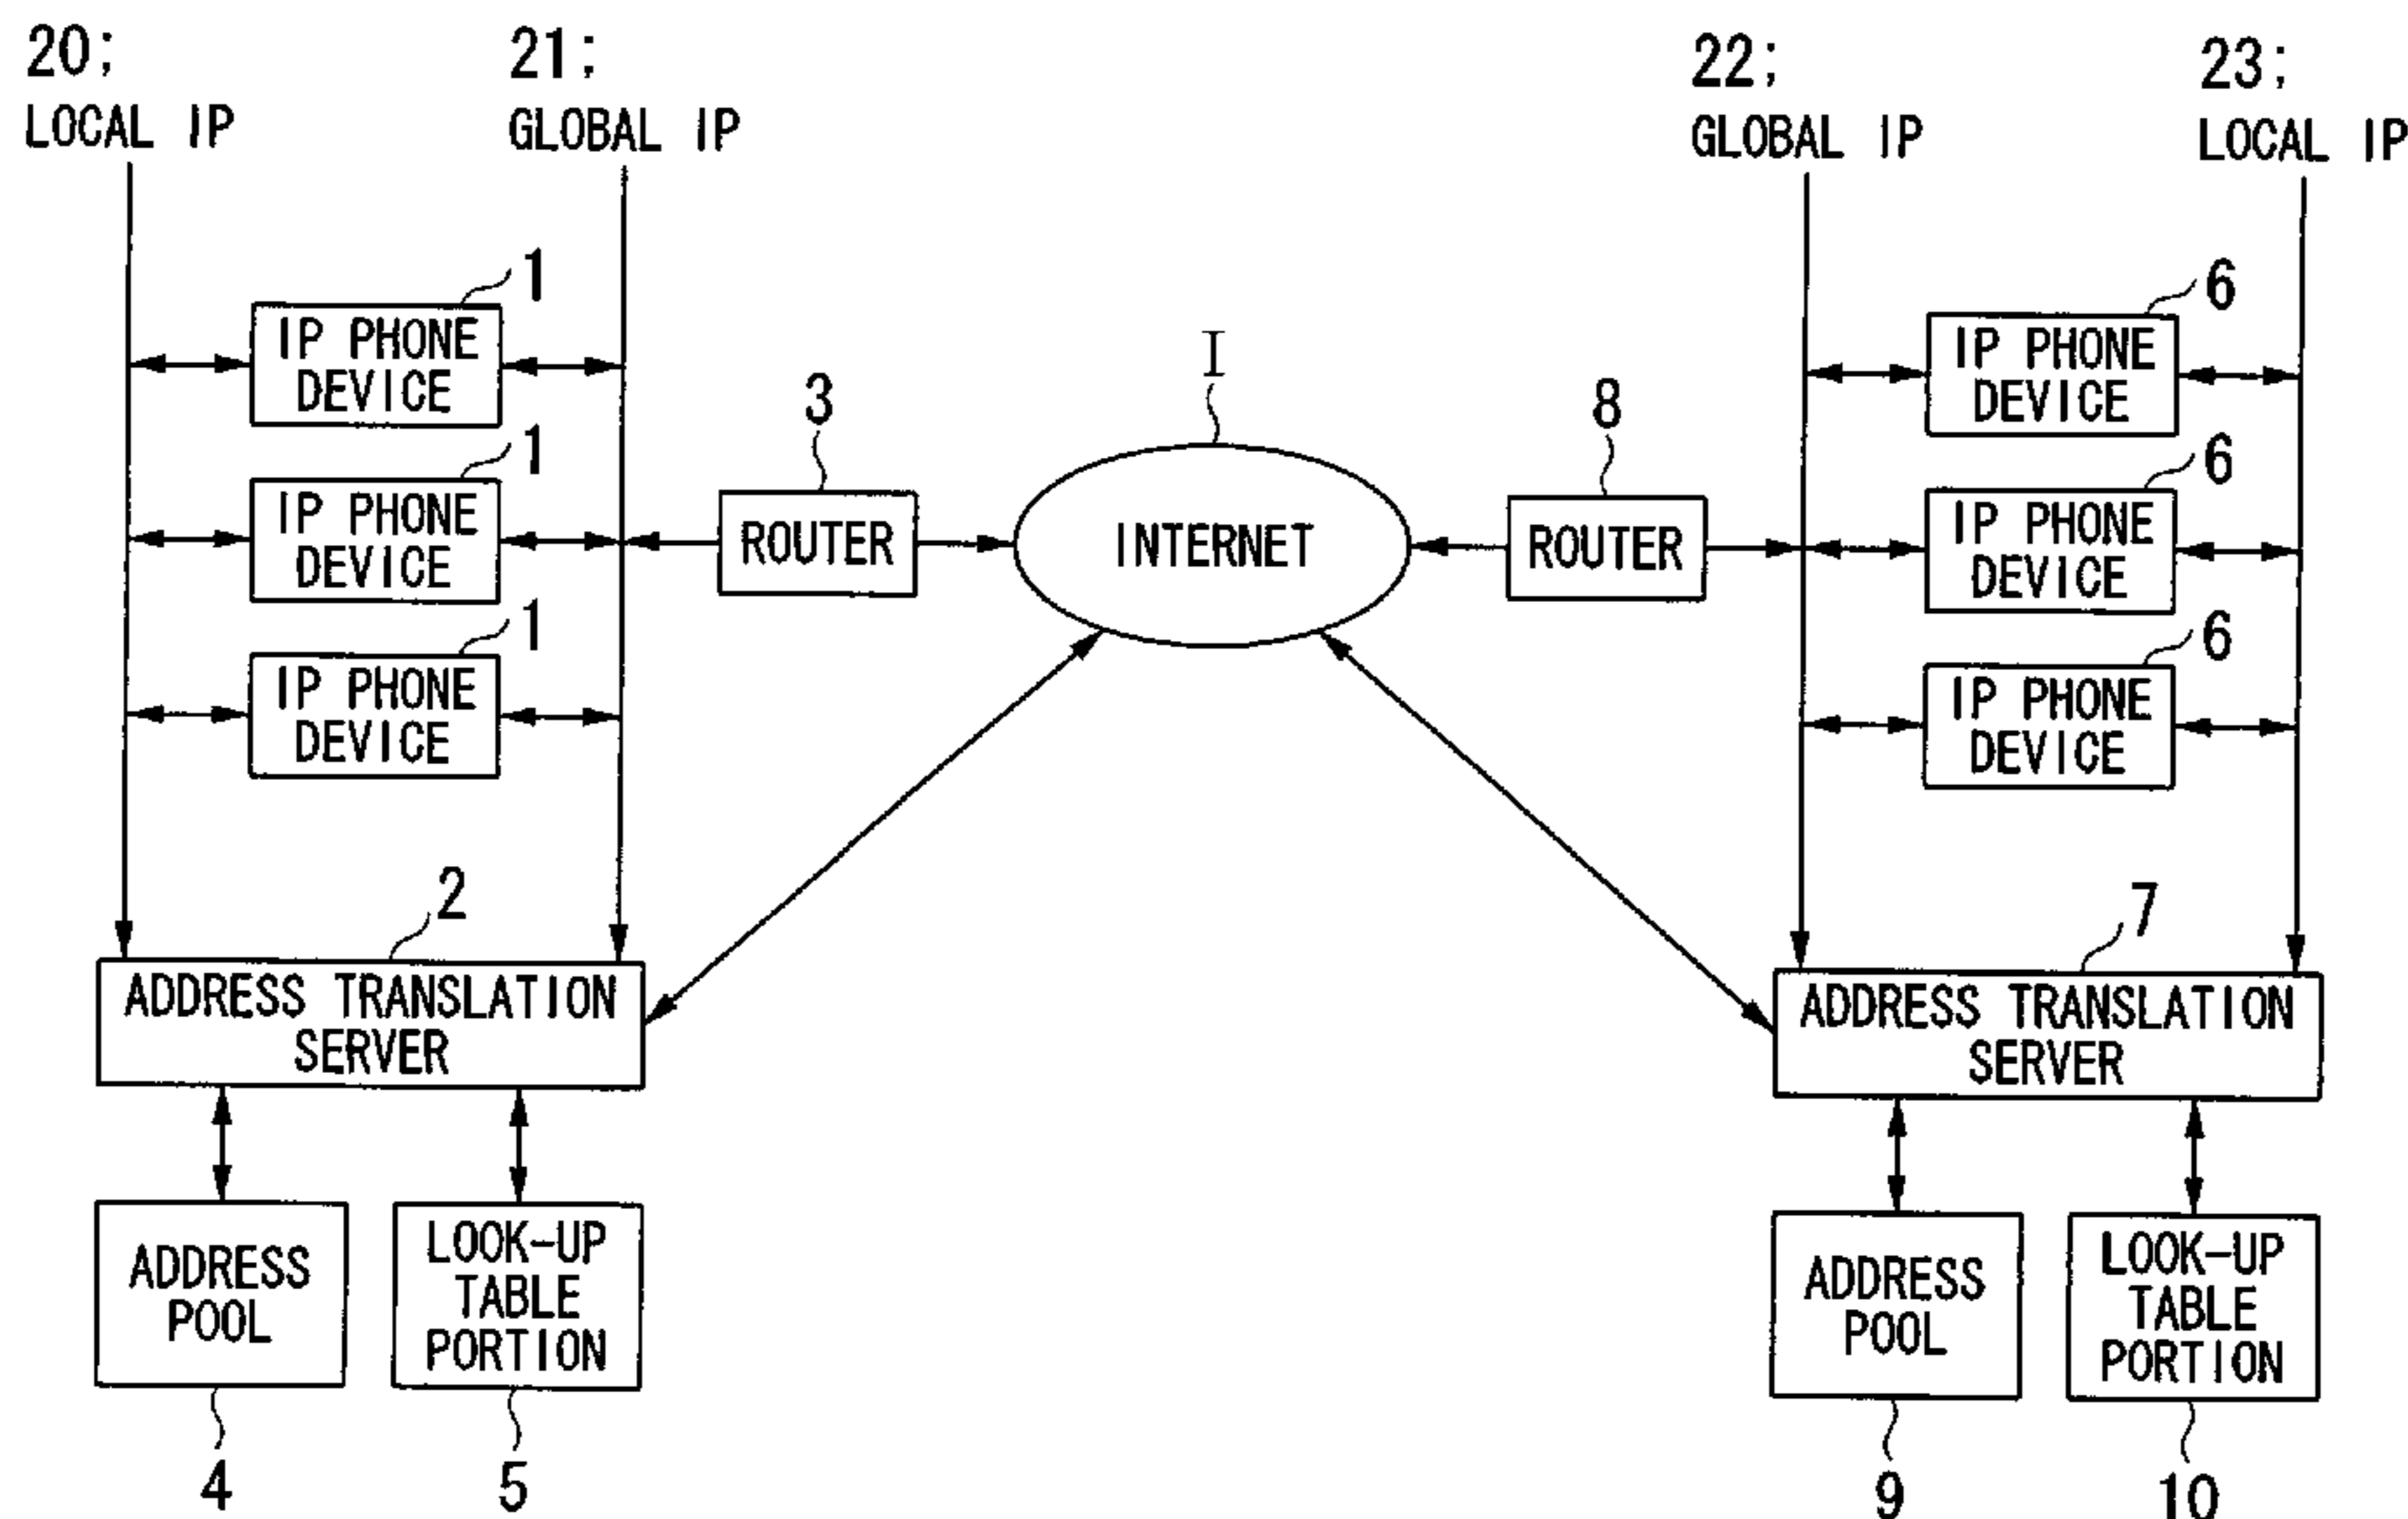 20;
LOCAL IP
21;
GLOBAL IP
22;
GLOBAL IP
23;
LOCAL IP
1
IP PHONE
DEVICE
1
IP PHONE
DEVICE
1
IP PHONE
DEVICE
3
ROUTER
I
INTERNET
8
ROUTER
6
IP PHONE
DEVICE
6
IP PHONE
DEVICE
6
IP PHONE
DEVICE
2
ADDRESS TRANSLATION
SERVER
7
ADDRESS TRANSLATION
SERVER
ADDRESS
POOL
4
LOOK-UP
TABLE
PORTION
5
ADDRESS
POOL
9
LOOK-UP
TABLE
PORTION
10